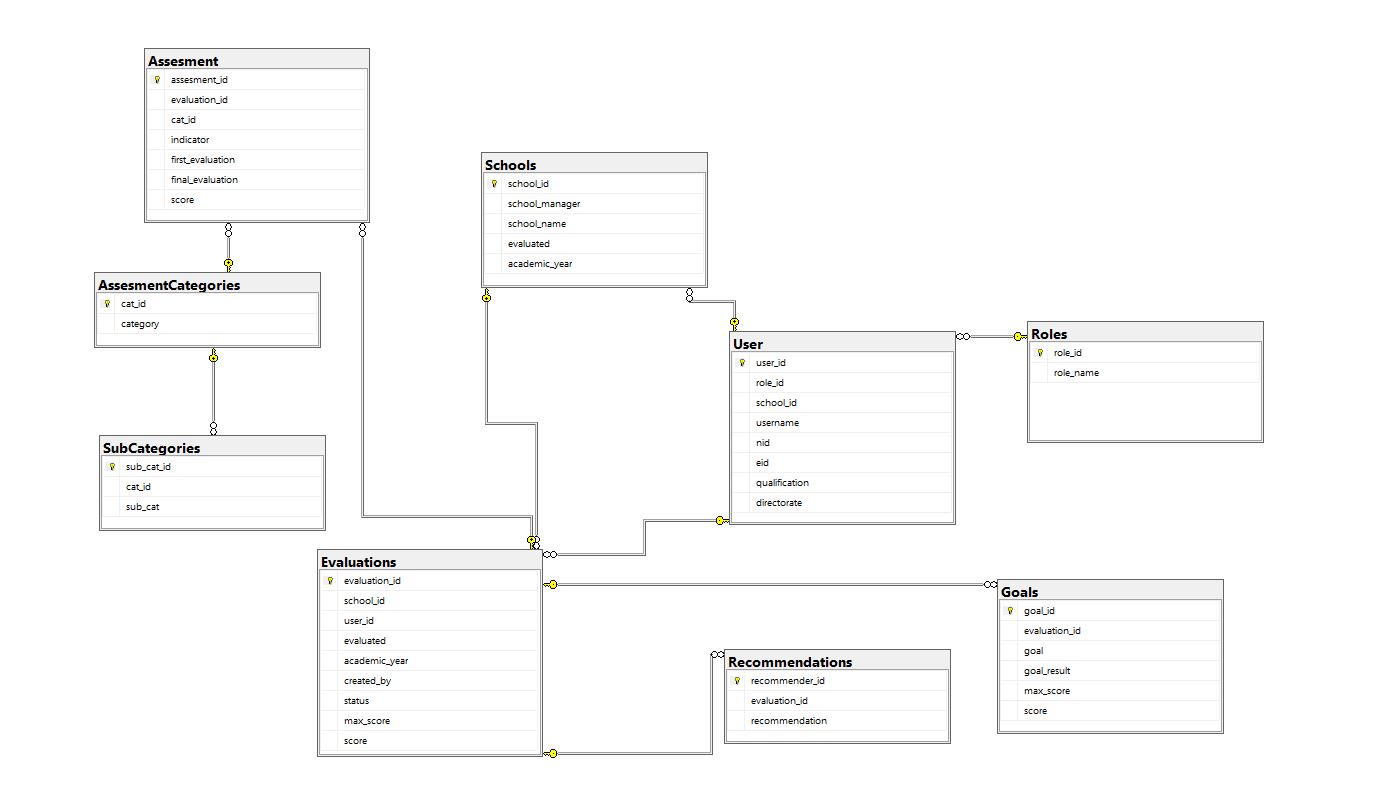 Assesment
assesment_id
evaluation_id
cat_id
indicator
first_evaluation
final_evaluation
score
Schools
school_id
school_manager
school_name
evaluated
academic_year
AssesmentCategories
cat_id
category
User
user_id
role_id
school_id
username
nid
eid
qualification
directorate
Roles
role_id
role_name
SubCategories
sub_cat_id
cat_id
sub_cat
Evaluations
evaluation_id
school_id
user_id
evaluated
academic_year
created_by
status
max_score
score
Goals
goal_id
evaluation_id
goal
goal_result
max_score
score
Recommendations
recommender_id
evaluation_id
recommendation